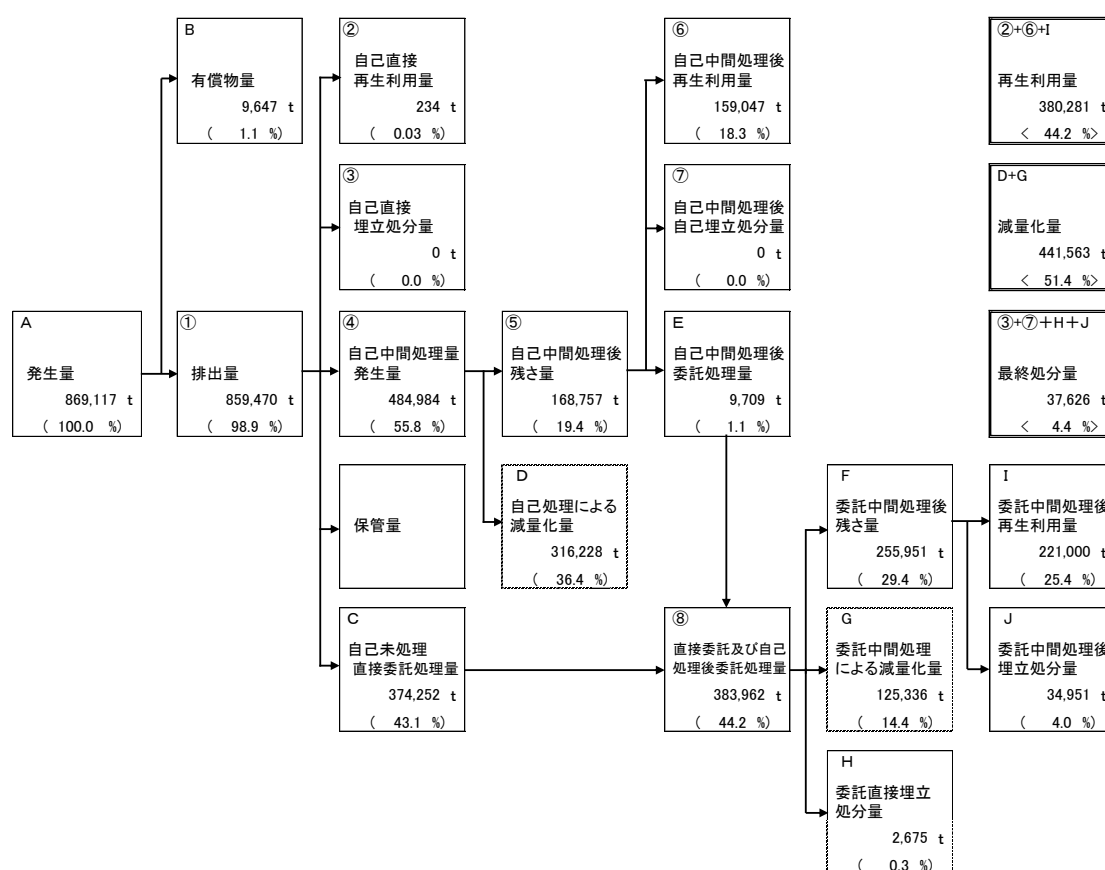 B
有償物量
9,647 t
( 1.1 %)
②
自己直接
再生利用量
234 t
( 0.03 %)
⑥
自己中間処理後
再生利用量
159,047 t
( 18.3 %)
②+⑥+I
再生利用量
380,281 t
< 44.2 %>
③
自己直接
埋立処分量
0 t
( 0.0 %)
⑦
自己中間処理後
自己埋立処分量
0 t
( 0.0 %)
D+G
減量化量
441,563 t
< 51.4 %>
A
発生量
869,117 t
( 100.0 %)
①
排出量
859,470 t
( 98.9 %)
④
自己中間処理量
発生量
484,984 t
( 55.8 %)
⑤
自己中間処理後
残さ量
168,757 t
( 19.4 %)
E
自己中間処理後
委託処理量
9,709 t
( 1.1 %)
③+⑦+H+J
最終処分量
37,626 t
< 4.4 %>
保管量
D
自己処理による
減量化量
316,228 t
( 36.4 %)
F
委託中間処理後
残さ量
255,951 t
( 29.4 %)
I
委託中間処理後
再生利用量
221,000 t
( 25.4 %)
C
自己未処理
直接委託処理量
374,252 t
( 43.1 %)
⑧
直接委託及び自己
処理後委託処理量
383,962 t
( 44.2 %)
G
委託中間処理
による減量化量
125,336 t
( 14.4 %)
J
委託中間処理後
埋立処分量
34,951 t
( 4.0 %)
H
委託直接埋立
処分量
2,675 t
( 0.3 %)